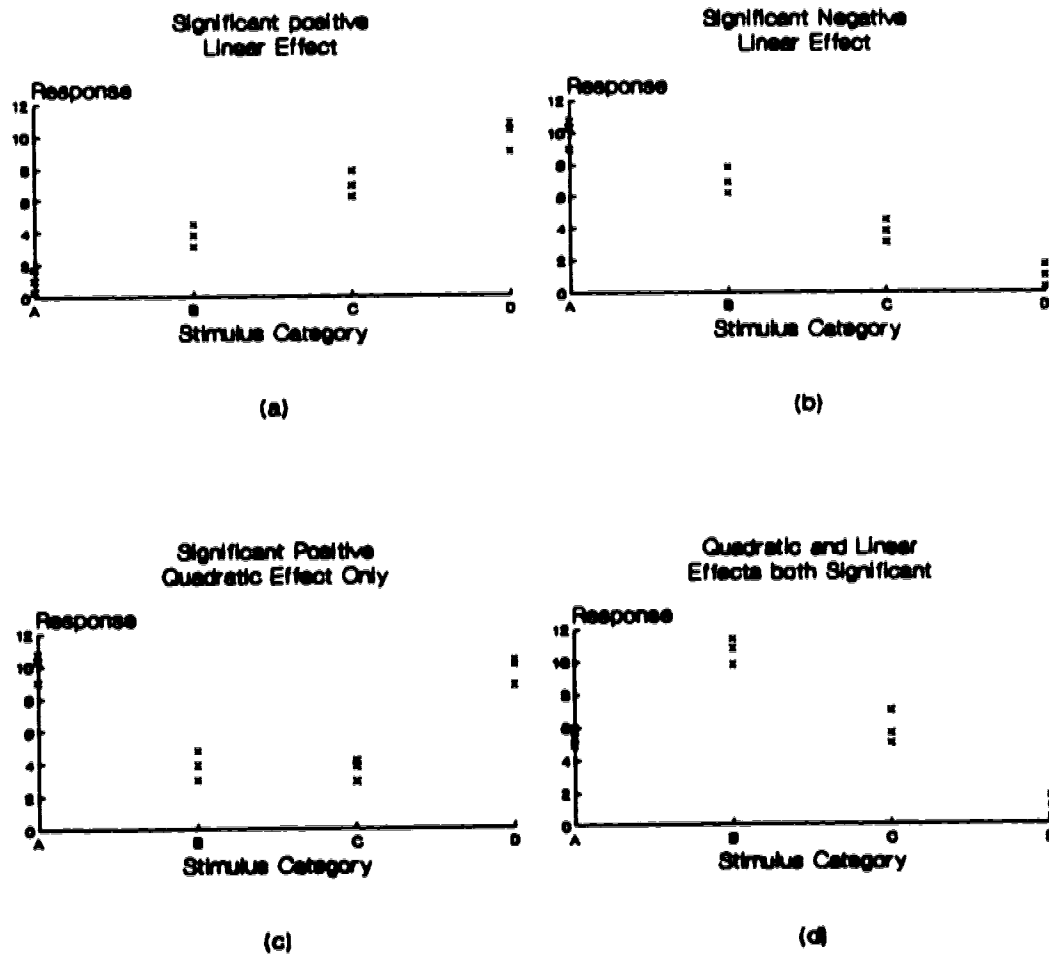 Significant positive
Linear Effect
Response
12
10
8
6
4
2
0
A
B
C
D
Stimulus Category
(a)
Significant Negative
Linear Effect
Response
12
10
8
6
4
2
0
A
B
C
D
Stimulus Category
(b)
Significant Positive
Quadratic Effect Only
Response
12
10
8
6
4
2
0
A
B
C
D
Stimulus Category
(c)
Quadratic and Linear
Effects both Significant
Response
12
10
8
6
4
2
0
A
B
C
Stimulus Category
(d)